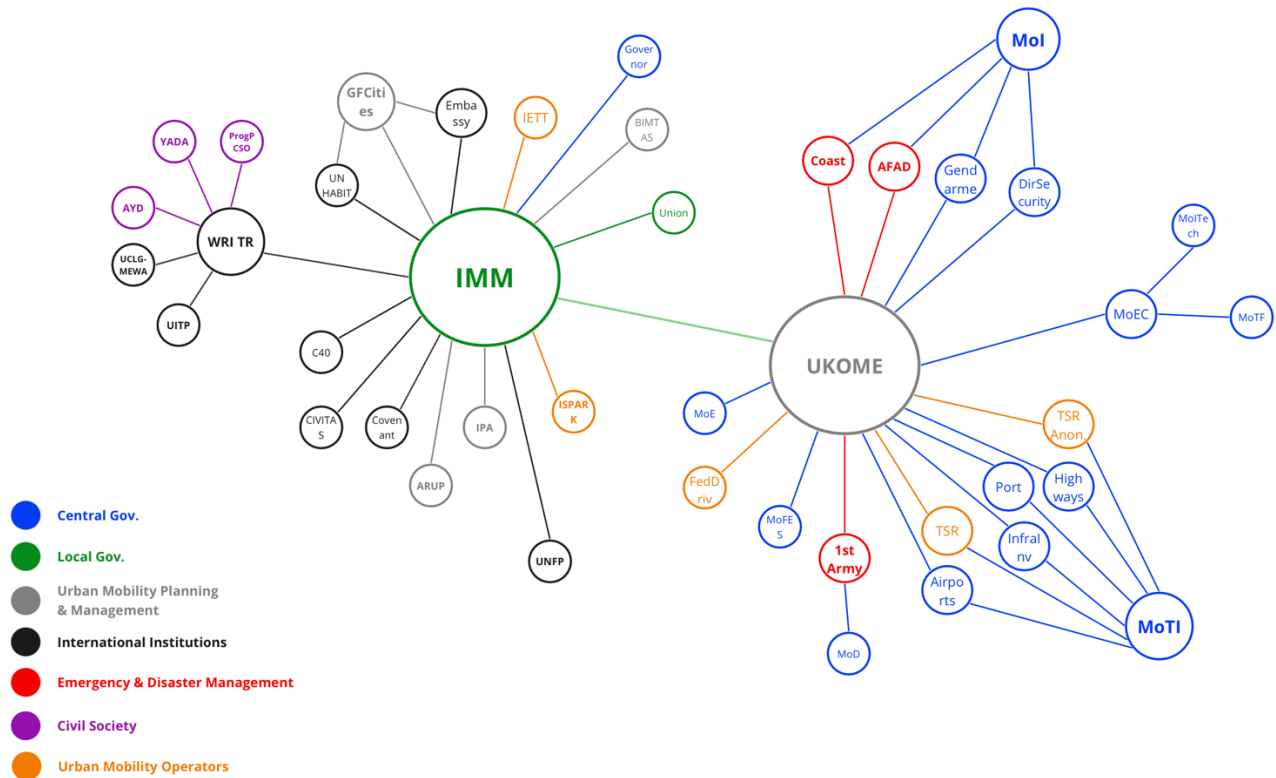 MoI
Gover
nor
GFCiti
es
Emba
ssy
IETT
BIMT
AS
YADA
ProgP
CSO
Coast
AFAD
Gend
arme
DirSe
curity
UN
HABIT
AYD
Union
MoITe
ch
WRI TR
UCLG-
MEWA
IMM
UITP
MoEC
MoTF
C40
UKOME
CIVITA
S
Coven
ant
IPA
ISPAR
K
MoE
TSR
Anon.
ARUP
FedD
riv
Port
High
ways
MoFE
S
TSR
InfraI
nv
UNFP
1st
Army
Airpo
rts
MoTI
MoD
Central Gov.
Local Gov.
Urban Mobility Planning
& Management
International Institutions
Emergency & Disaster Management
Civil Society
Urban Mobility Operators